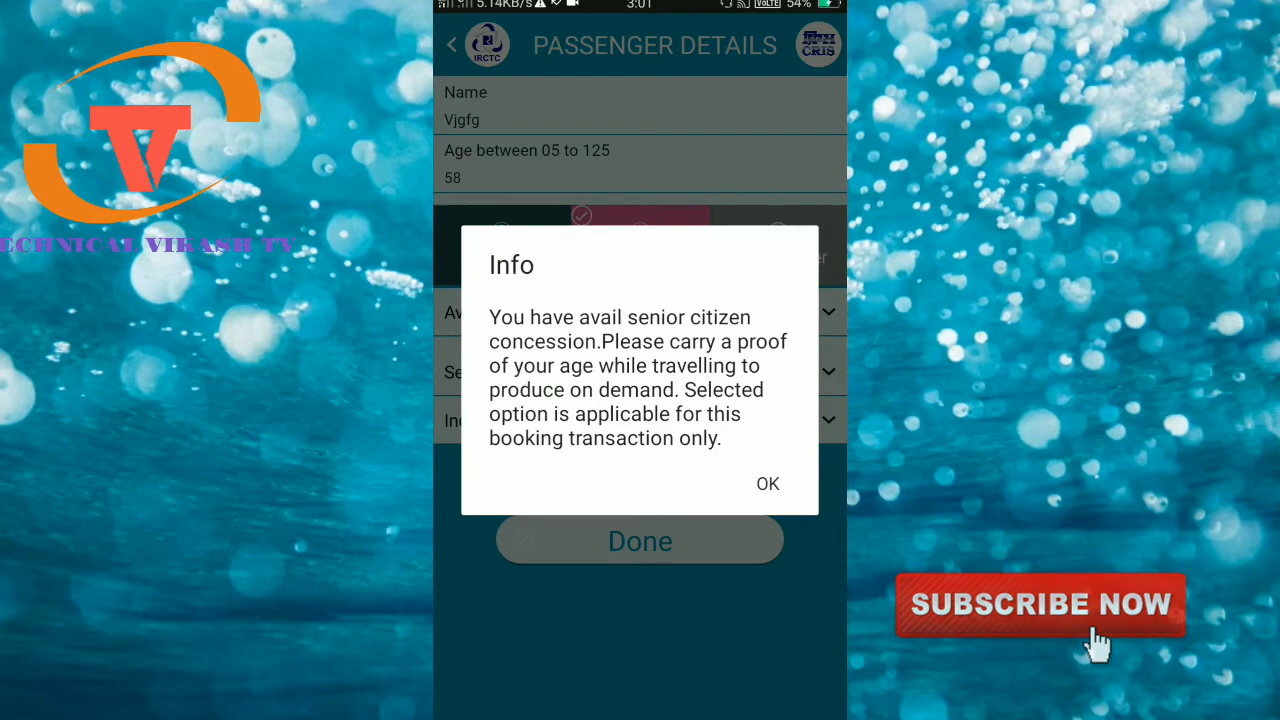 5.14KB/s 3:01 VoLTE 54%
IRCTC
PASSENGER DETAILS
CRIS
Name
Vjgfg
Age between 05 to 125
58
V
ECHNICAL VIKASH TV
Info
You have avail senior citizen
concession.Please carry a proof
of your age while travelling to
produce on demand. Selected
option is applicable for this
booking transaction only.
OK
Done
SUBSCRIBE NOW